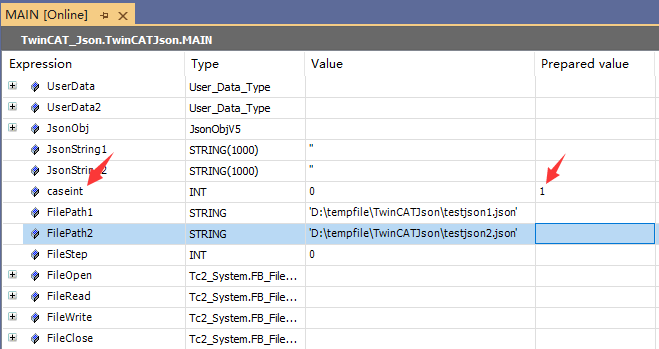 MAIN [Online]
TwinCAT_Json.TwinCATJson.MAIN
Expression Type Value Prepared value
UserData User_Data_Type
UserData2 User_Data_Type
JsonObj JsonObjV5
JsonString1 STRING(1000) ''
STRING(1000) ''
caseint INT 0 1
FilePath1 STRING 'D:\tempfile\TwinCATJson\testjson1.json'
FilePath2 STRING 'D:\tempfile\TwinCATJson\testjson2.json'
FileStep INT 0
FileOpen Tc2_System.FB_File...
FileRead Tc2_System.FB_File...
FileWrite Tc2_System.FB_File...
FileClose Tc2_System.FB_File...